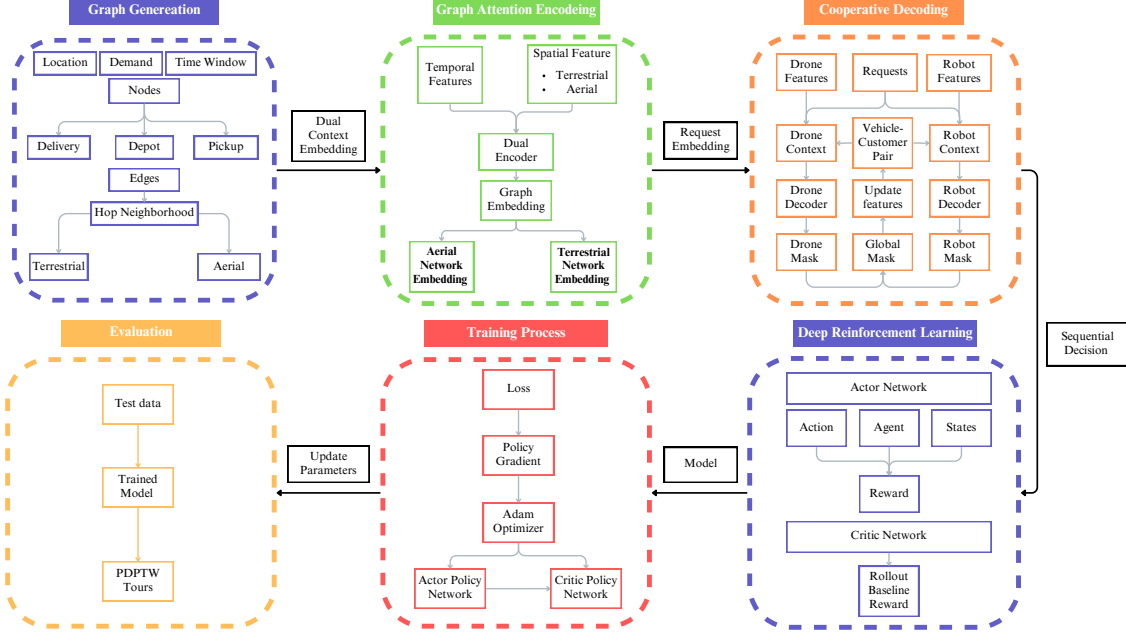 Graph Genereation
Location
Demand
Time Window
Nodes
Delivery
Depot
Pickup
Edges
Hop Neighborhood
Terrestrial
Aerial
Dual
Context
Embedding
Graph Attention Encodeing
Temporal
Features
Spatial Feature
• Terrestrial
• Aerial
Dual
Encoder
Graph
Embedding
Aerial
Network
Embedding
Terrestrial
Network
Embedding
Request
Embedding
Cooperative Decoding
Drone
Features
Requests
Robot
Features
Drone
Context
Vehicle-
Customer
Pair
Robot
Context
Drone
Decoder
Update
features
Robot
Decoder
Drone
Mask
Global
Mask
Robot
Mask
Sequential
Decision
Deep Reinforcement Learning
Actor Network
Action
Agent
States
Reward
Critic Network
Rollout
Baseline
Reward
Model
Training Process
Loss
Policy
Gradient
Adam
Optimizer
Actor Policy
Network
Critic Policy
Network
Update
Parameters
Evaluation
Test data
Trained
Model
PDPTW
Tours